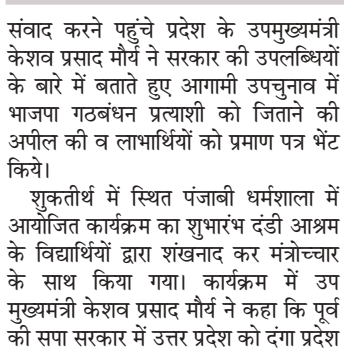 संवाद करने पहुंचे प्रदेश के उपमुख्यमंत्री
केशव प्रसाद मौर्य ने सरकार की उपलब्धियों
के बारे में बताते हुए आगामी उपचुनाव में
भाजपा गठबंधन प्रत्याशी को जिताने की
अपील की व लाभार्थियों को प्रमाण पत्र भेंट
किये।
शुकतीर्थ में स्थित पंजाबी धर्मशाला में
आयोजित कार्यक्रम का शुभारंभ दंडी आश्रम
के विद्यार्थियों द्वारा शंखनाद कर मंत्रोच्चार
के साथ किया गया। कार्यक्रम में उप
मुख्यमंत्री केशव प्रसाद मौर्य ने कहा कि पूर्व
की सपा सरकार में उत्तर प्रदेश को दंगा प्रदेश